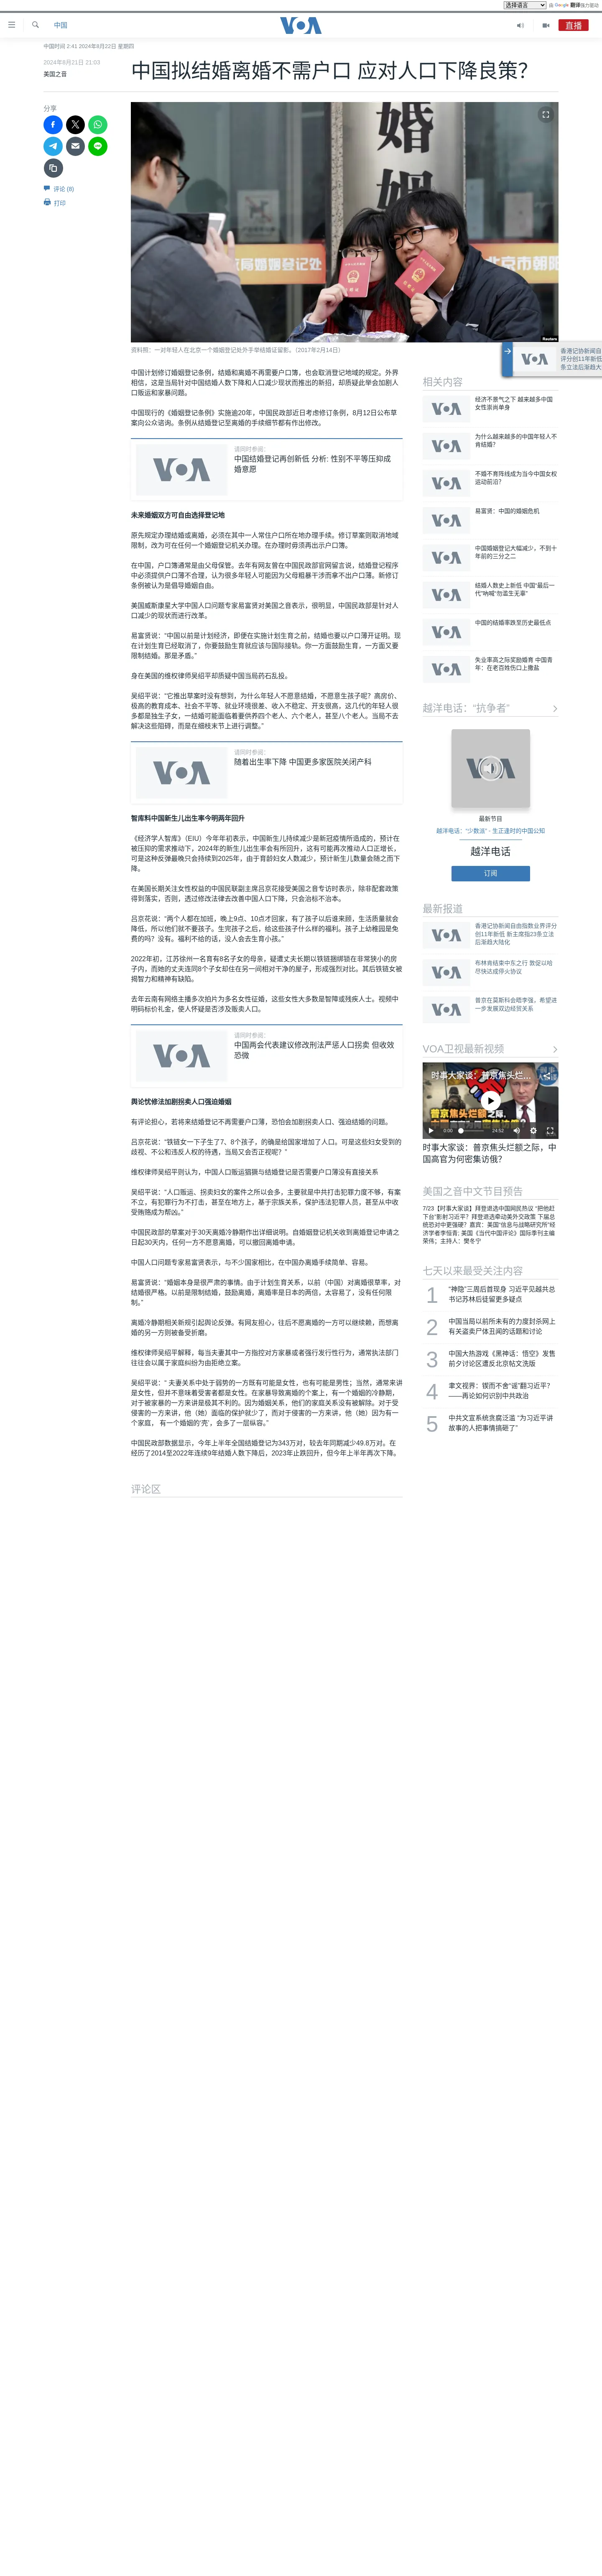 选择语言 由 Google 翻译强力驱动
中国 VOA 直播
中国时间 2:41 2024年8月22日 星期四
2024年8月21日 21:03
美国之音
中国拟结婚离婚不需户口 应对人口下降良策?
分享
评论 (6)
打印
婚
婚姻登记处
北京市朝阳
Reuters
资料照：一对年轻人在北京一个婚姻登记处外手举结婚证留影。（2017年2月14日）
中国计划修订婚姻登记条例，结婚和离婚不再需要户口簿，也会取消登记地域的规定。外界
相信，这是当局针对中国结婚人数下降和人口减少现状而推出的新招，却质疑此举会加剧人
口贩运和家暴问题。
中国现行的《婚姻登记条例》实施逾20年，中国民政部近日考虑修订条例，8月12日公布草
案向公众谘询。条例从结婚登记至离婚的手续细节都有作出修改。
请同时参阅：
中国结婚登记再创新低 分析: 性别不平等压抑成
婚意愿
未来婚姻双方可自由选择登记地
原先规定办理结婚或离婚，必须在其中一人常住户口所在地办理手续。修订草案则取消地域
限制，改为可在任何一个婚姻登记机关办理。在办理时毋须再出示户口簿。
在中国，户口簿通常是由父母保管。去年有网友曾在中国民政部官网留言说，结婚登记程序
中必须提供户口簿不合理，认为很多年轻人可能因为父母粗暴干涉而拿不出户口簿。新修订
条例被认为是倡导婚姻自由。
美国威斯康星大学中国人口问题专家易富贤对美国之音表示，很明显，中国民政部是针对人
口减少的现状而进行改革。
易富贤说：“中国以前是计划经济，即便在实施计划生育之前，结婚也要以户口薄开证明。现
在计划生育已经取消了，你要鼓励生育就应该与国际接轨。你一方面鼓励生育，一方面又要
限制结婚。那是矛盾。”
身在美国的维权律师吴绍平却质疑中国当局药石乱投。
吴绍平说：“它推出草案时没有想到，为什么年轻人不愿意结婚，不愿意生孩子呢？高房价、
极高的教育成本、社会不平等、就业环境很差、收入不稳定、开支很高，这几代的年轻人很
多都是独生子女，一结婚可能面临着要供养四个老人、六个老人，甚至八个老人。当局不去
解决这些阻碍，而是在细枝末节上进行调整。”
请同时参阅：
随着出生率下降 中国更多家医院关闭产科
智库料中国新生儿出生率今明两年回升
《经济学人智库》（EIU）今年年初表示，中国新生儿持续减少是新冠疫情所造成的，预计在
被压抑的需求推动下，2024年的新生儿出生率会有所回升，这有可能再次推动人口正增长，
可是这种反弹最晚只会持续到2025年，由于育龄妇女人数减少，预计新生儿数量会随之而下
降。
在美国长期关注女性权益的中国民联副主席吕京花接受美国之音专访时表示，除非配套政策
得到落实，否则，透过修改法律去改善中国人口下降，只会治标不治本。
吕京花说：“两个人都在加班，晚上9点、10点才回家，有了孩子以后谁来顾，生活质量就会
降低，所以他们就不要孩子。生完孩子之后，给这些孩子什么样的福利。孩子上幼稚园是免
费的吗？没有。福利不给的话，没人会去生育小孩。”
2022年初，江苏徐州一名育有8名子女的母亲，疑遭丈夫长期以铁链捆绑锁在非常狭小的房
子内，而她的丈夫连同8个子女却住在另一间相对干净的屋子，形成强烈对比。其后铁链女被
揭智力和精神有缺陷。
去年云南有网络主播多次拍片为多名女性征婚，这些女性大多数是智障或残疾人士。视频中
明码标价礼金，使人怀疑是否涉及贩卖人口。
请同时参阅：
中国两会代表建议修改刑法严惩人口拐卖 但收效
恐微
舆论忧修法加剧拐卖人口强迫婚姻
有评论担心，若将来结婚登记不再需要户口簿，恐怕会加剧拐卖人口、强迫结婚的问题。
吕京花说：“铁链女一下子生了7、8个孩子，的确是给国家增加了人口。可是这些妇女受到的
歧视、不公和违反人权的待遇，当局又会否正视呢？”
维权律师吴绍平则认为，中国人口贩运猖獗与结婚登记是否需要户口簿没有直接关系
吴绍平说：“人口贩运、拐卖妇女的案件之所以会多，主要就是中共打击犯罪力度不够，有案
不立，有犯罪行为不打击，甚至在地方上，基于宗族关系，保护违法犯罪人员，甚至从中收
受贿赂成为帮凶。”
中国民政部的草案对于30天离婚冷静期作出详细说明。自婚姻登记机关收到离婚登记申请之
日起30天内，任何一方不愿意离婚，可以撤回离婚申请。
中国人口问题专家易富贤表示，与不少国家相比，在中国办离婚手续简单、容易。
易富贤说：“婚姻本身是很严肃的事情。由于计划生育关系，以前（中国）对离婚很草率，对
结婚很严格。以前是限制结婚，鼓励离婚，离婚率是日本的两倍，太容易了，没有任何限
制。”
离婚冷静期相关新规引起舆论反弹。有网友担心，往后不愿离婚的一方可以继续赖，而想离
婚的另一方则被备受折磨。
维权律师吴绍平解释，每当夫妻其中一方指控对方家暴或者强行发行性行为，通常执法部门
往往会以属于家庭纠纷为由拒绝立案。
吴绍平说：“ 夫妻关系中处于弱势的一方既有可能是女性，也有可能是男性；当然，通常来讲
是女性，但并不意味着受害者都是女性。在家暴导致离婚的个案上，有一个婚姻的冷静期，
对于被家暴的一方来讲是极其不利的。因为婚姻关系，他们的家庭关系没有被解除。对于受
侵害的一方来讲，他（她）面临的保护就少了，而对于侵害的一方来讲，他（她）因为有一
个家庭，有一个婚姻的‘壳’，会多了一层纵容。”
中国民政部数据显示，今年上半年全国结婚登记为343万对，较去年同期减少49.8万对。在
经历了2014至2022年连续9年结婚人数下降后，2023年止跌回升，但今年上半年再次下降。
评论区
香港记协新闻自
评分创11年新低
条立法后渐趋大
相关内容
经济不景气之下 越来越多中国
女性崇尚单身
为什么越来越多的中国年轻人不
肯结婚?
不婚不育阵线成为当今中国女权
运动前沿?
易富贤：中国的婚姻危机
中国婚姻登记大幅减少，不到十
年前的三分之二
结婚人数史上新低 中国“最后一
代”呐喊“勿滥生无辜”
中国的结婚率跌至历史最低点
失业率高之际奖励婚育 中国青
年：在老百姓伤口上撒盐
越洋电话：“抗争者”
最新节目
越洋电话：“少数派” - 生正逢时的中国公知
越洋电话
订阅
最新报道
香港记协新闻自由指数业界评分
创11年新低 新主席指23条立法
后渐趋大陆化
布林肯结束中东之行 敦促以哈
尽快达成停火协议
普京在莫斯科会晤李强，希望进
一步发展双边经贸关系
VOA卫视最新视频
时事大家谈：普京焦头烂...
普京焦头烂额
0:00 24:52
时事大家谈：普京焦头烂额之际，中
国高官为何密集访俄?
美国之音中文节目预告
7/23【时事大家谈】拜登退选中国网民热议 “把他赶
下台”影射习近平？拜登退选牵动美外交政策 下届总
统恐对中更强硬？嘉宾：美国“信息与战略研究所”经
济学者李恒青; 美国《当代中国评论》国际季刊主编
荣伟；主持人：樊冬宁
七天以来最受关注内容
1 “神隐”三周后首现身 习近平见越共总
书记苏林后徒留更多疑点
2 中国当局以前所未有的力度封杀网上
有关盗卖尸体丑闻的话题和讨论
3 中国大热游戏《黑神话：悟空》发售
前夕讨论区遭反北京帖文洗版
4 聿文视界：锲而不舍“谣”翻习近平?
——再论如何识别中共政治
5 中共文宣系统贪腐泛滥 “为习近平讲
故事的人把事情搞砸了”